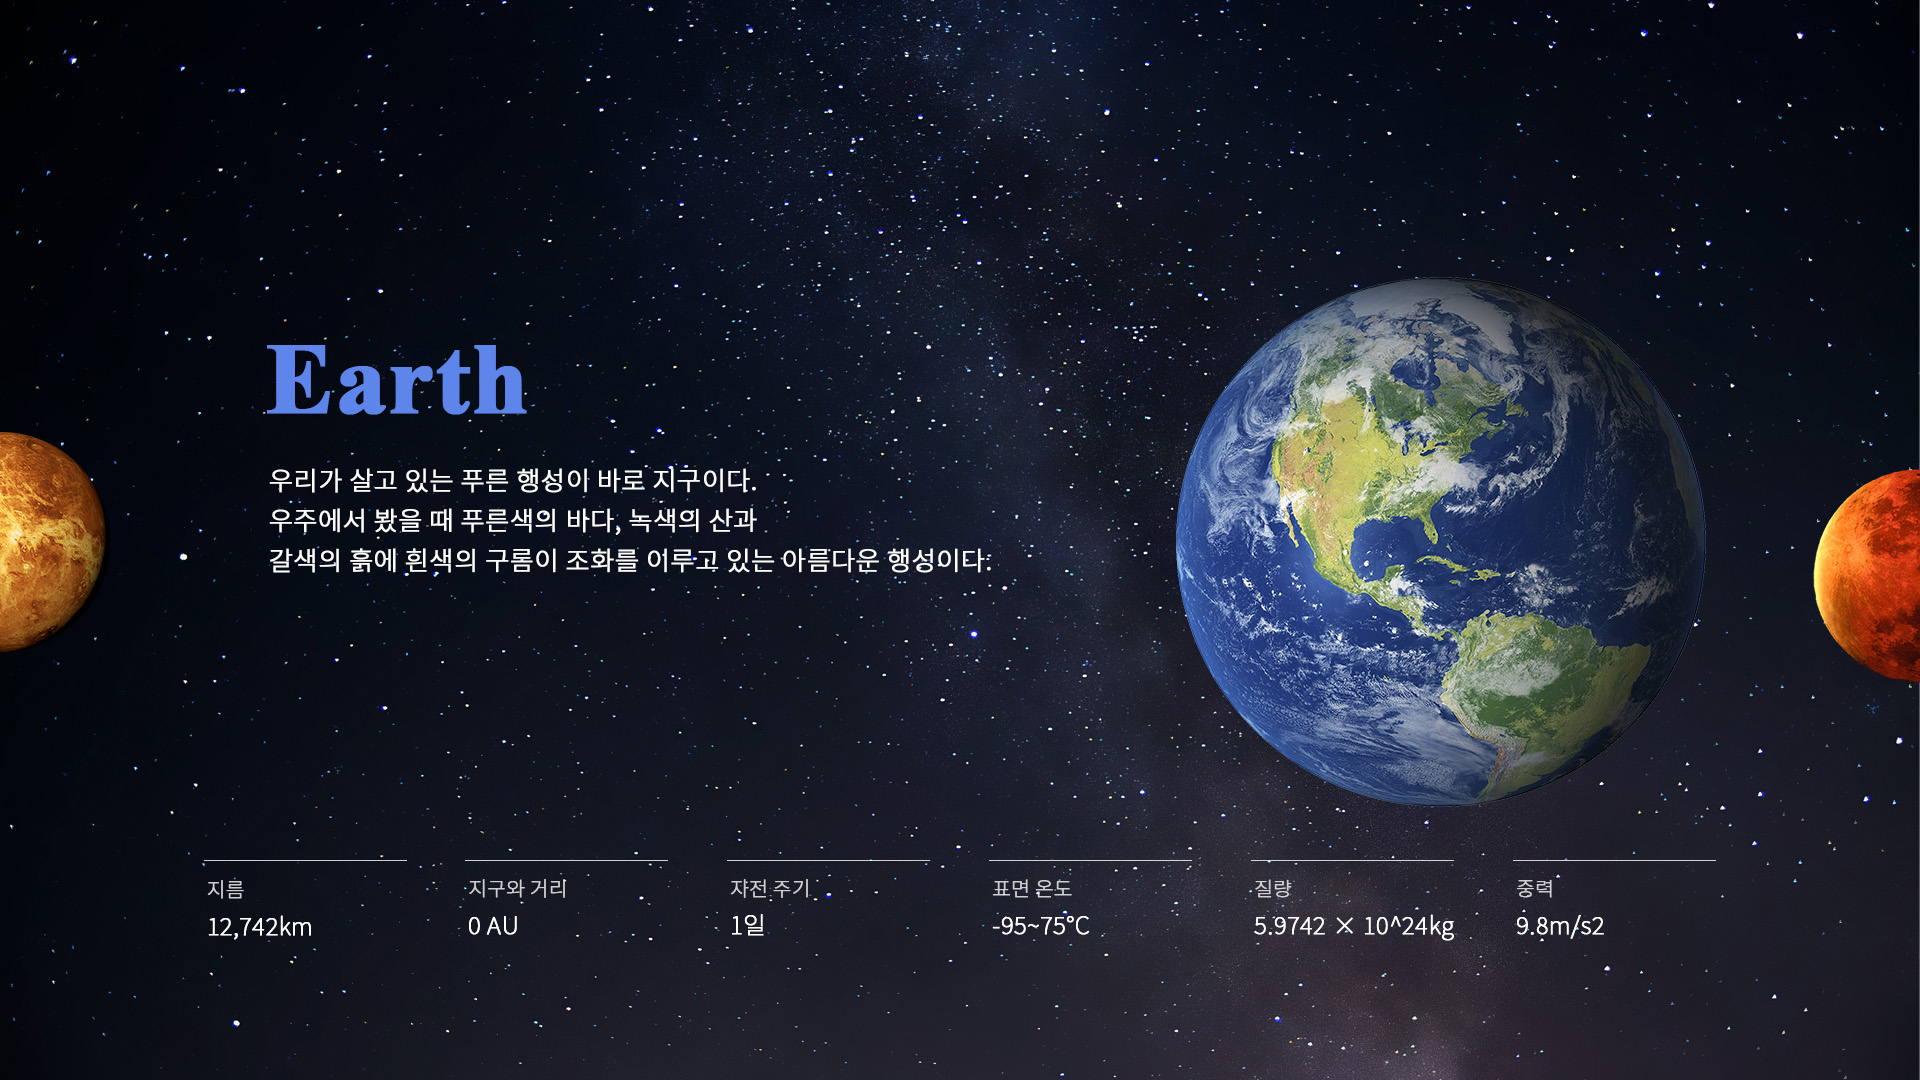 Earth
우리가 살고 있는 푸른 행성이 바로 지구이다.
우주에서 봤을 때 푸른색의 바다, 녹색의 산과
갈색의 흙에 흰색의 구름이 조화를 이루고 있는 아름다운 행성이다.
지름
12,742km
지구와 거리
0 AU
자전 주기
1일
표면 온도
-95~75℃
질량
5.9742 × 10^24kg
중력
9.8m/s2